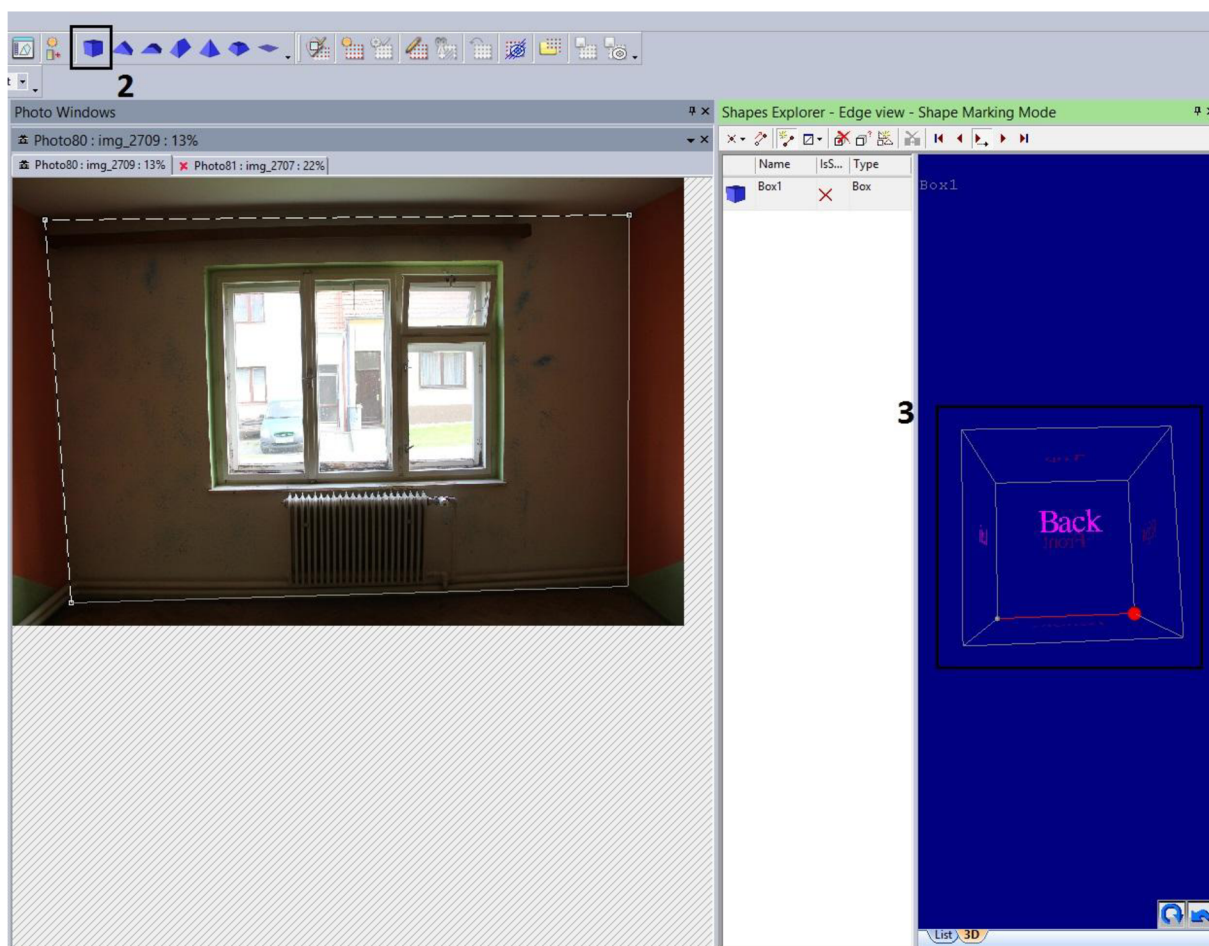 t
2
Photo Windows
Photo80 : img_2709 : 13%
Photo80 : img_2709 : 13%
Photo81 : img_2707 : 22%
Shapes Explorer - Edge view - Shape Marking Mode
Name
IsS...
Type
Box1
Box
Box1
3
Back
Front
List
3D